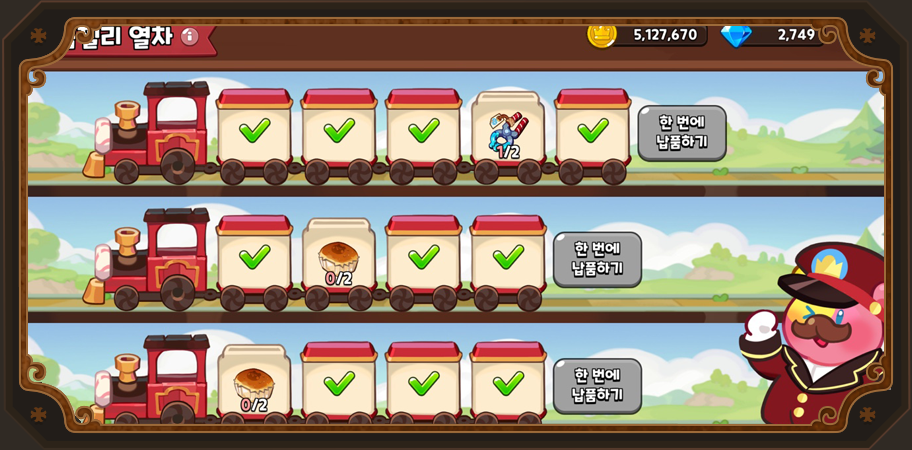 열차
5,127,670
2,749
1/2
한 번에
납품하기
0/2
한 번에
납품하기
0/2
한 번에
납품하기